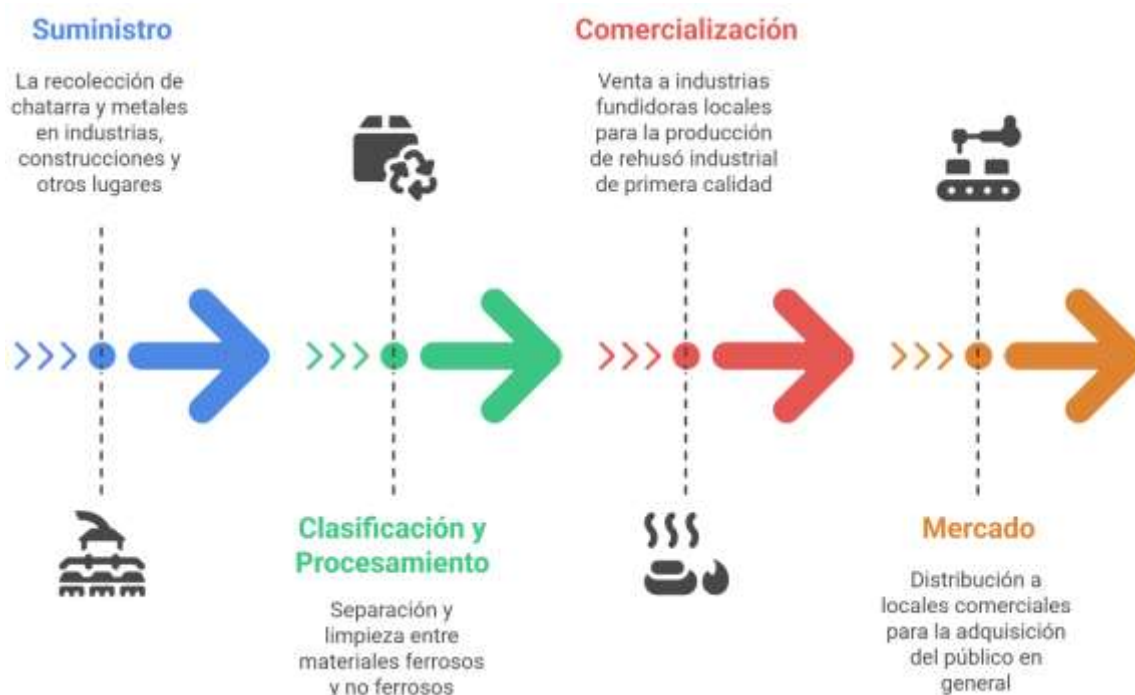 Suministro
La recolección de
chatarra y metales
en industrias,
construcciones y
otros lugares
Clasificación y
Procesamiento
Separación y
limpieza entre
materiales ferrosos
y no ferrosos
Comercialización
Venta a industrias
fundidoras locales
para la producción
de rehusó industrial
de primera calidad
Mercado
Distribución a
locales comerciales
para la adquisición
del público en
general